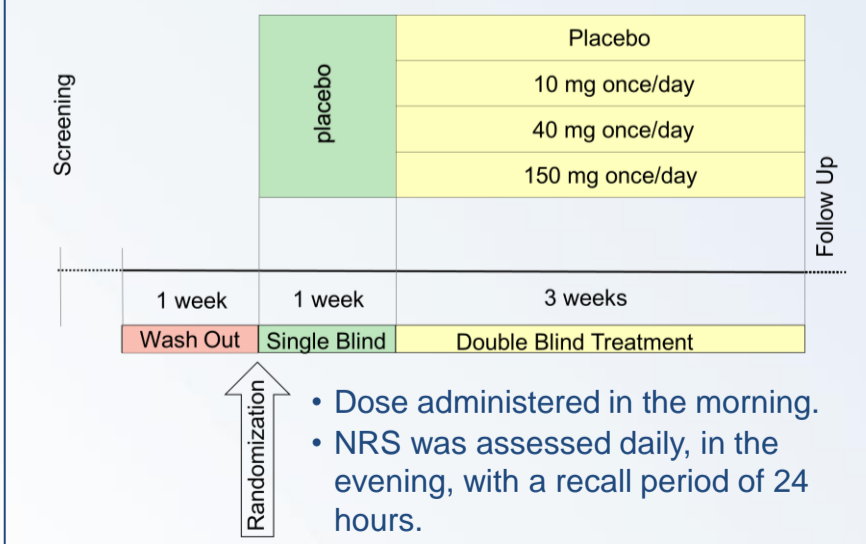 Screening
placebo
Placebo
10 mg once/day
40 mg once/day
150 mg once/day
Follow Up
1 week
1 week
3 weeks
Wash Out
Single Blind
Double Blind Treatment
Randomization
• Dose administered in the morning.
• NRS was assessed daily, in the
evening, with a recall period of 24
hours.